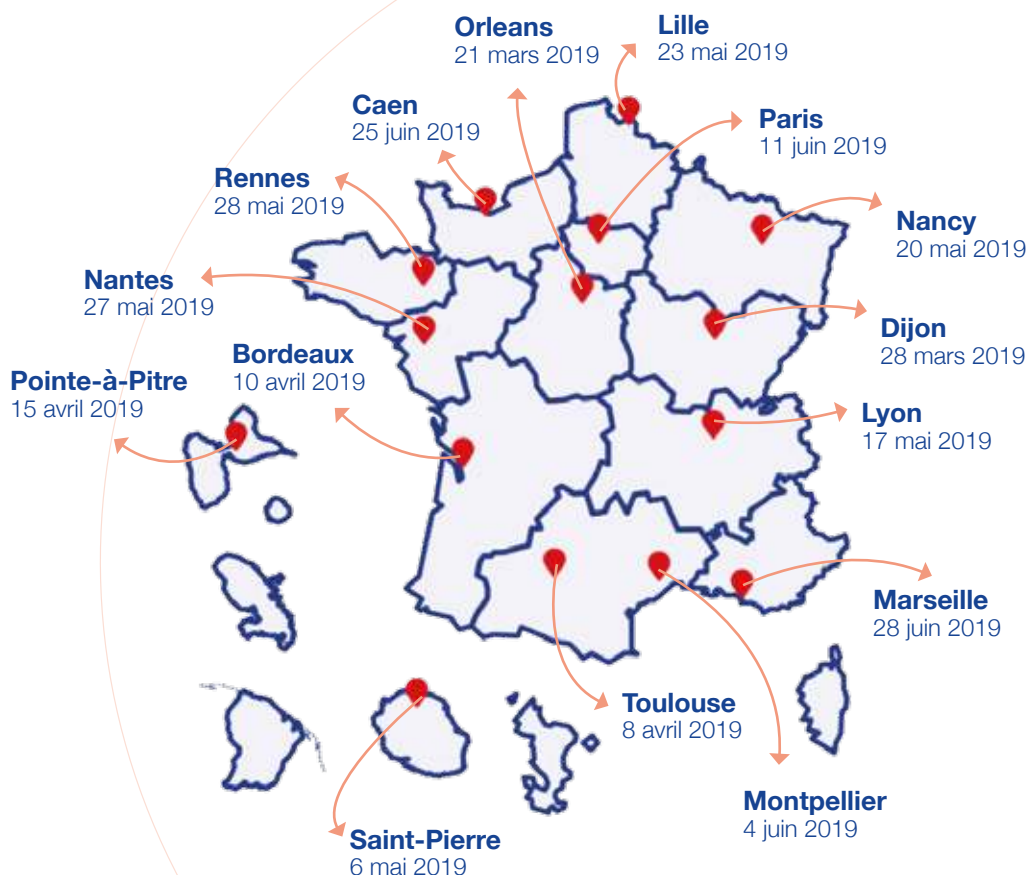 Orleans
21 mars 2019
Lille
23 mai 2019
Caen
25 juin 2019
Paris
11 juin 2019
Rennes
28 mai 2019
Nancy
20 mai 2019
Nantes
27 mai 2019
Dijon
28 mars 2019
Bordeaux
10 avril 2019
Pointe-à-Pitre
15 avril 2019
Lyon
17 mai 2019
Marseille
28 juin 2019
Toulouse
8 avril 2019
Montpellier
4 juin 2019
Saint-Pierre
6 mai 2019